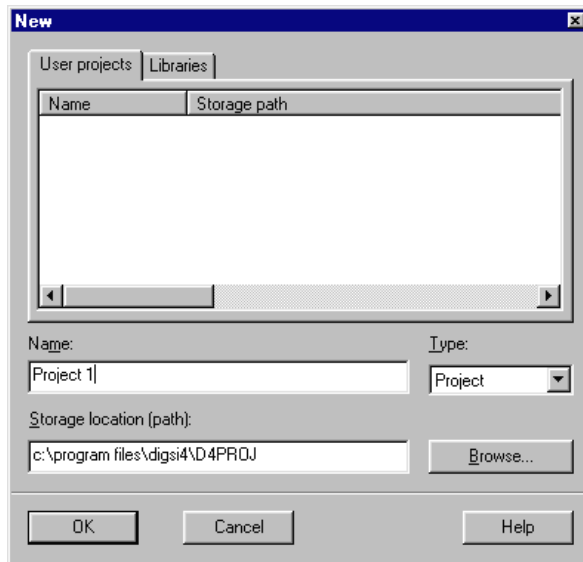 New
User projects Libraries
Name Storage path
Name: Type:
Project 1 Project
Storage location (path):
c:\program files\digsi4\D4PROJ Browse...
OK Cancel Help